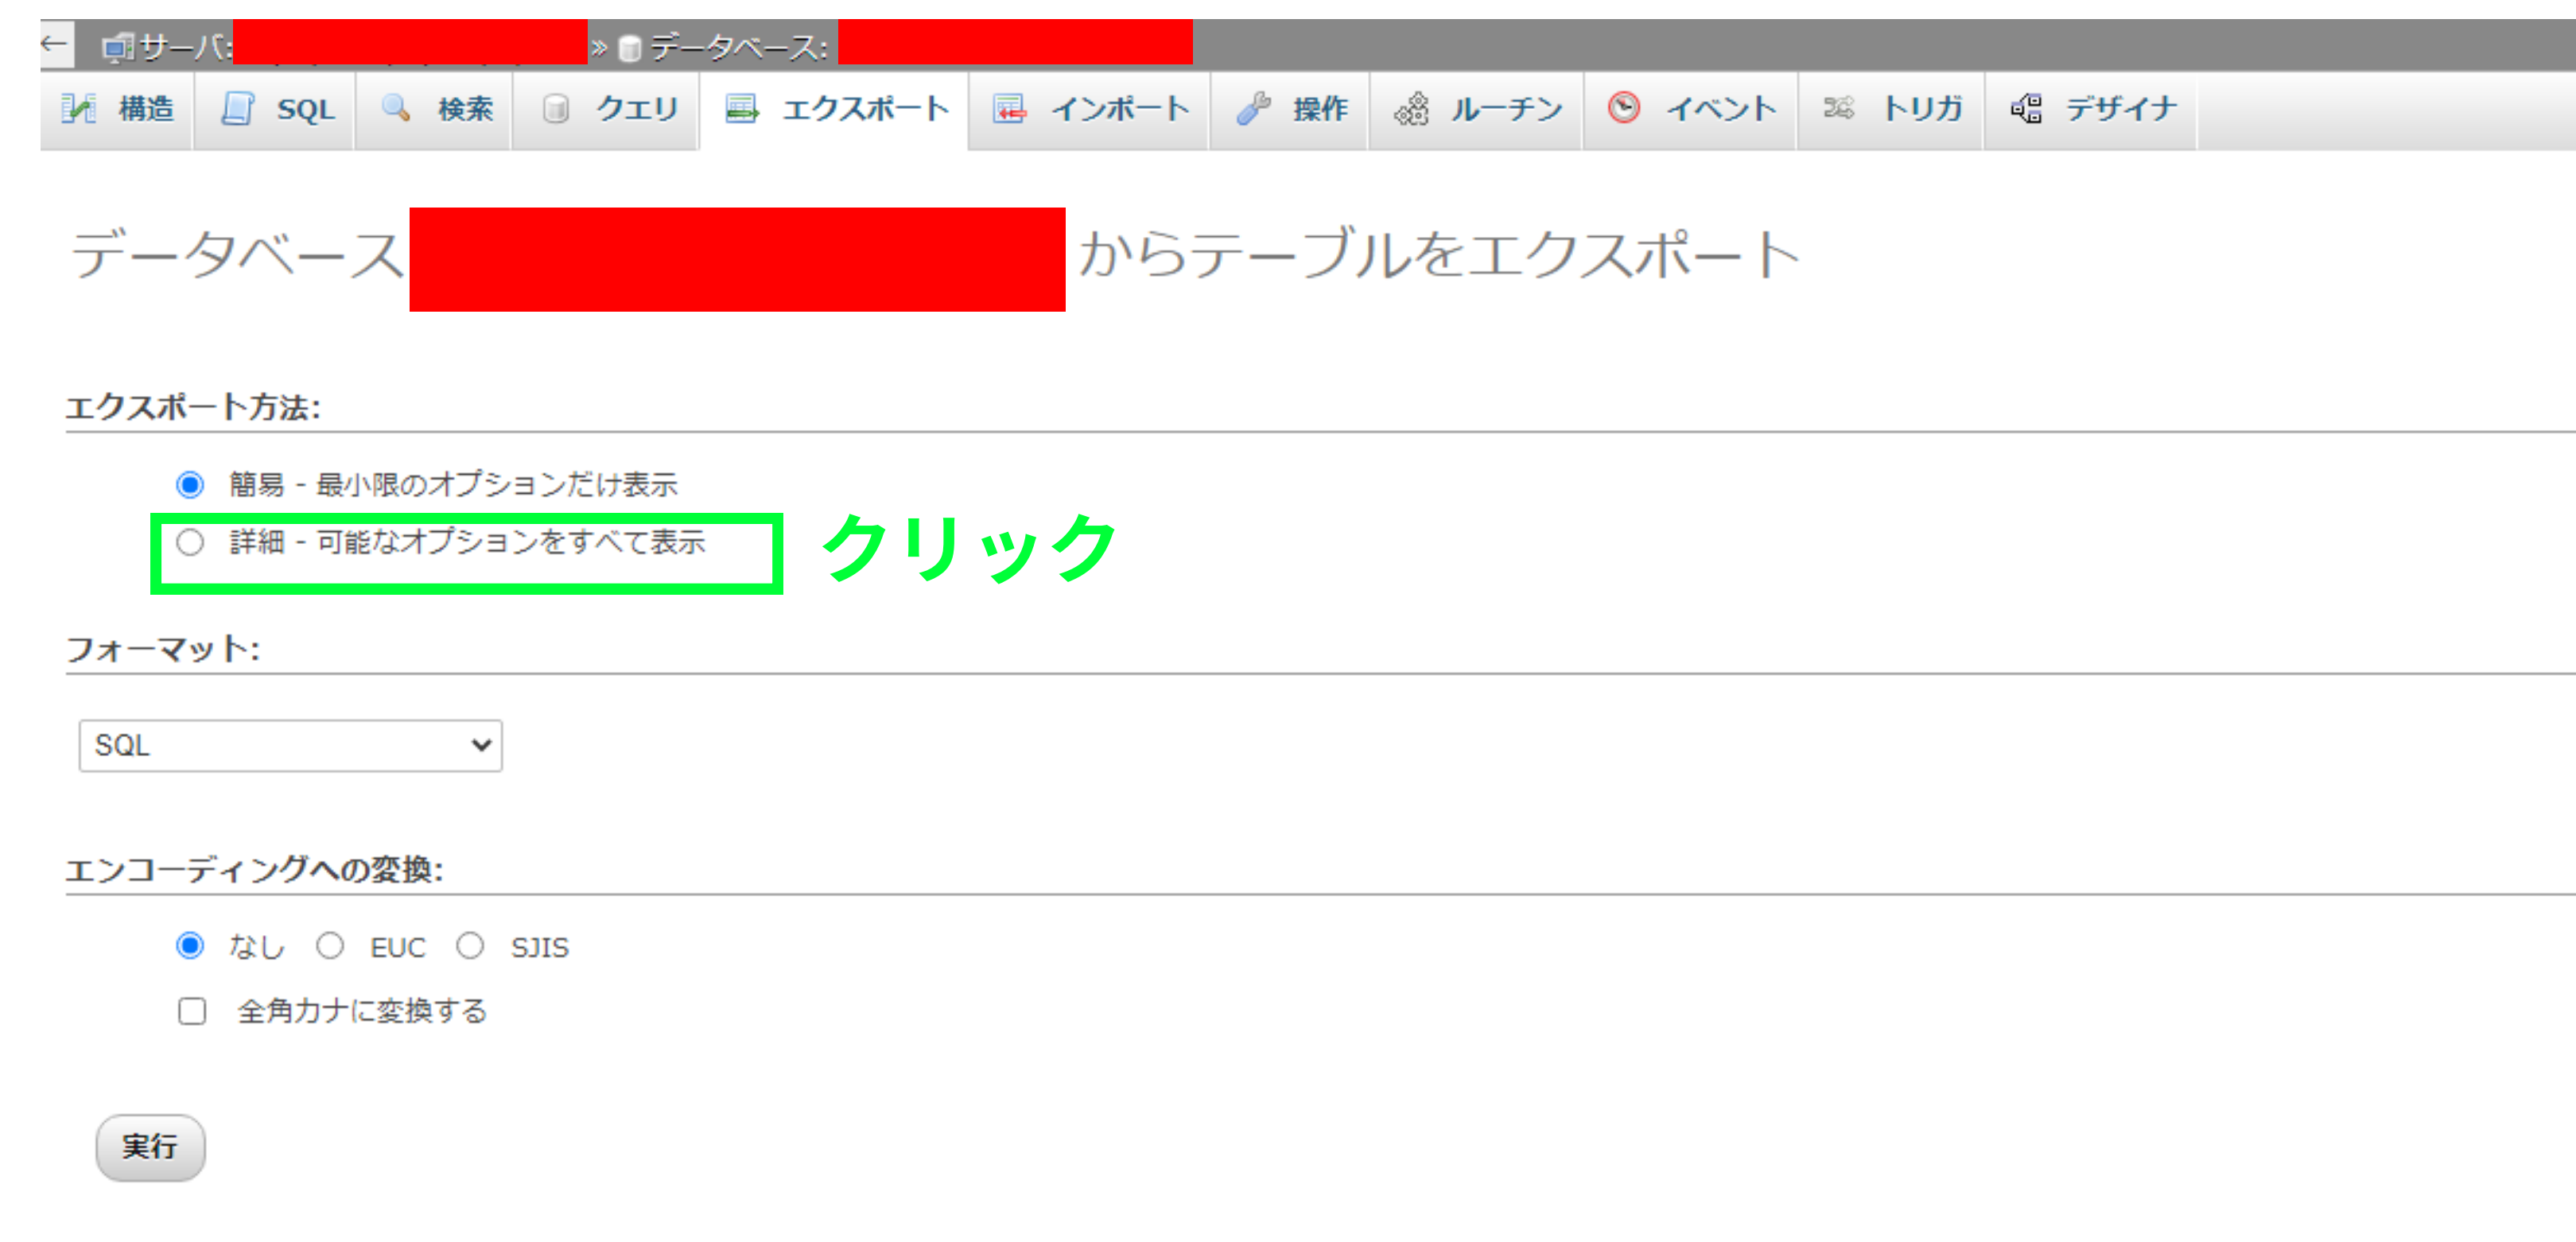 ← サーバ: » データベース:
構造 SQL 検索 クエリ エクスポート インポート 操作 ルーチン イベント トリガ デザイナ
データベース からテーブルをエクスポート
エクスポート方法:
簡易 - 最小限のオプションだけ表示
詳細 - 可能なオプションをすべて表示 クリック
フォーマット:
SQL
エンコーディングへの変換:
なし EUC SJIS
全角カナに変換する
実行